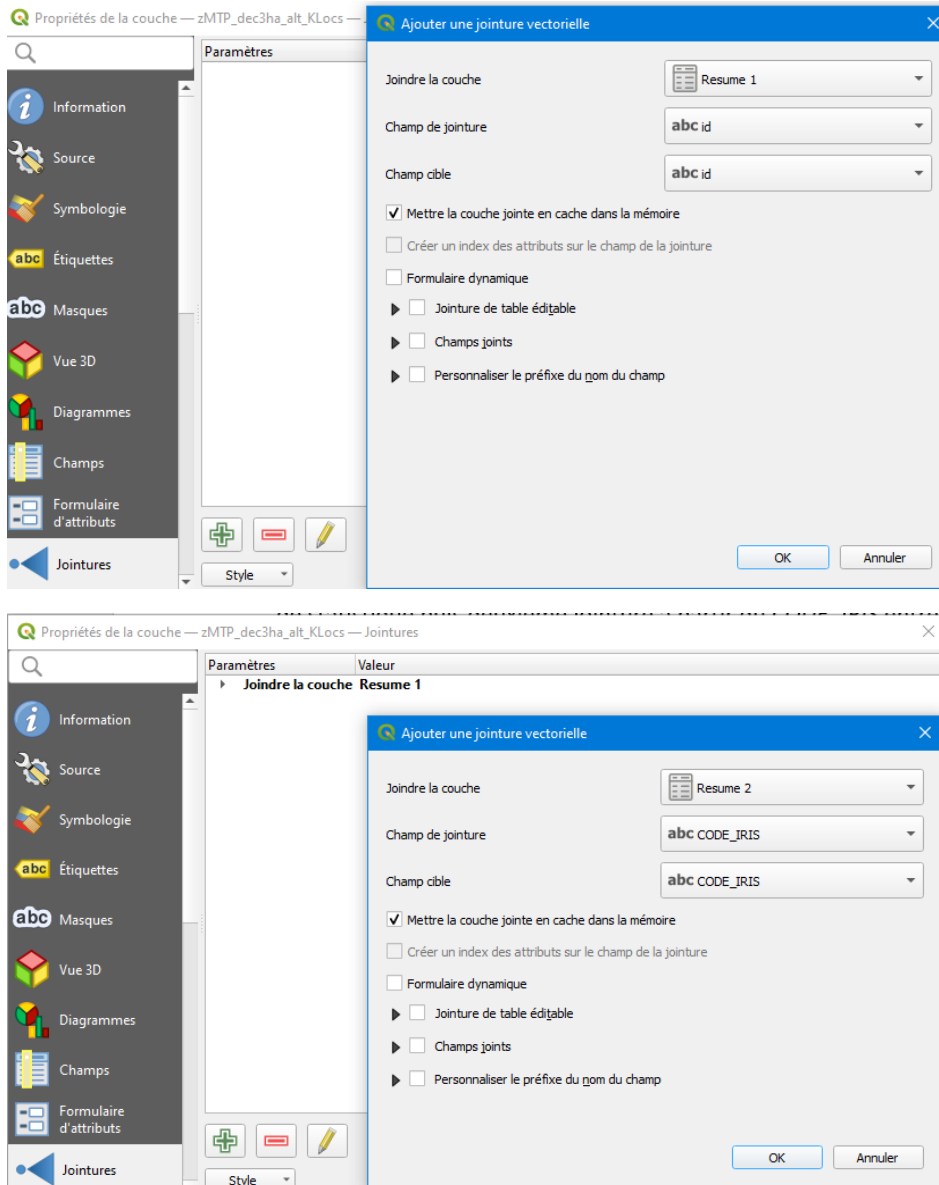 Propriétés de la couche — zMTP_dec3ha_alt_KLocs —
Ajouter une jointure vectorielle
Paramètres
Information
Source
Symbologie
abc Étiquettes
abc Masques
Vue 3D
Diagrammes
Champs
Formulaire
d'attributs
Jointures
Style
Joindre la couche Resume 1
Champ de jointure abc id
Champ cible abc id
Mettre la couche jointe en cache dans la mémoire
Créer un index des attributs sur le champ de la jointure
Formulaire dynamique
Jointure de table éditable
Champs joints
Personnaliser le préfixe du nom du champ
OK Annuler
Propriétés de la couche — zMTP_dec3ha_alt_KLocs — Jointures
Paramètres Valeur
Joindre la couche Resume 1
Information
Source
Symbologie
abc Étiquettes
abc Masques
Vue 3D
Diagrammes
Champs
Formulaire
d'attributs
Jointures
Style
Ajouter une jointure vectorielle
Joindre la couche Resume 2
Champ de jointure abc CODE_IRIS
Champ cible abc CODE_IRIS
Mettre la couche jointe en cache dans la mémoire
Créer un index des attributs sur le champ de la jointure
Formulaire dynamique
Jointure de table éditable
Champs joints
Personnaliser le préfixe du nom du champ
OK Annuler